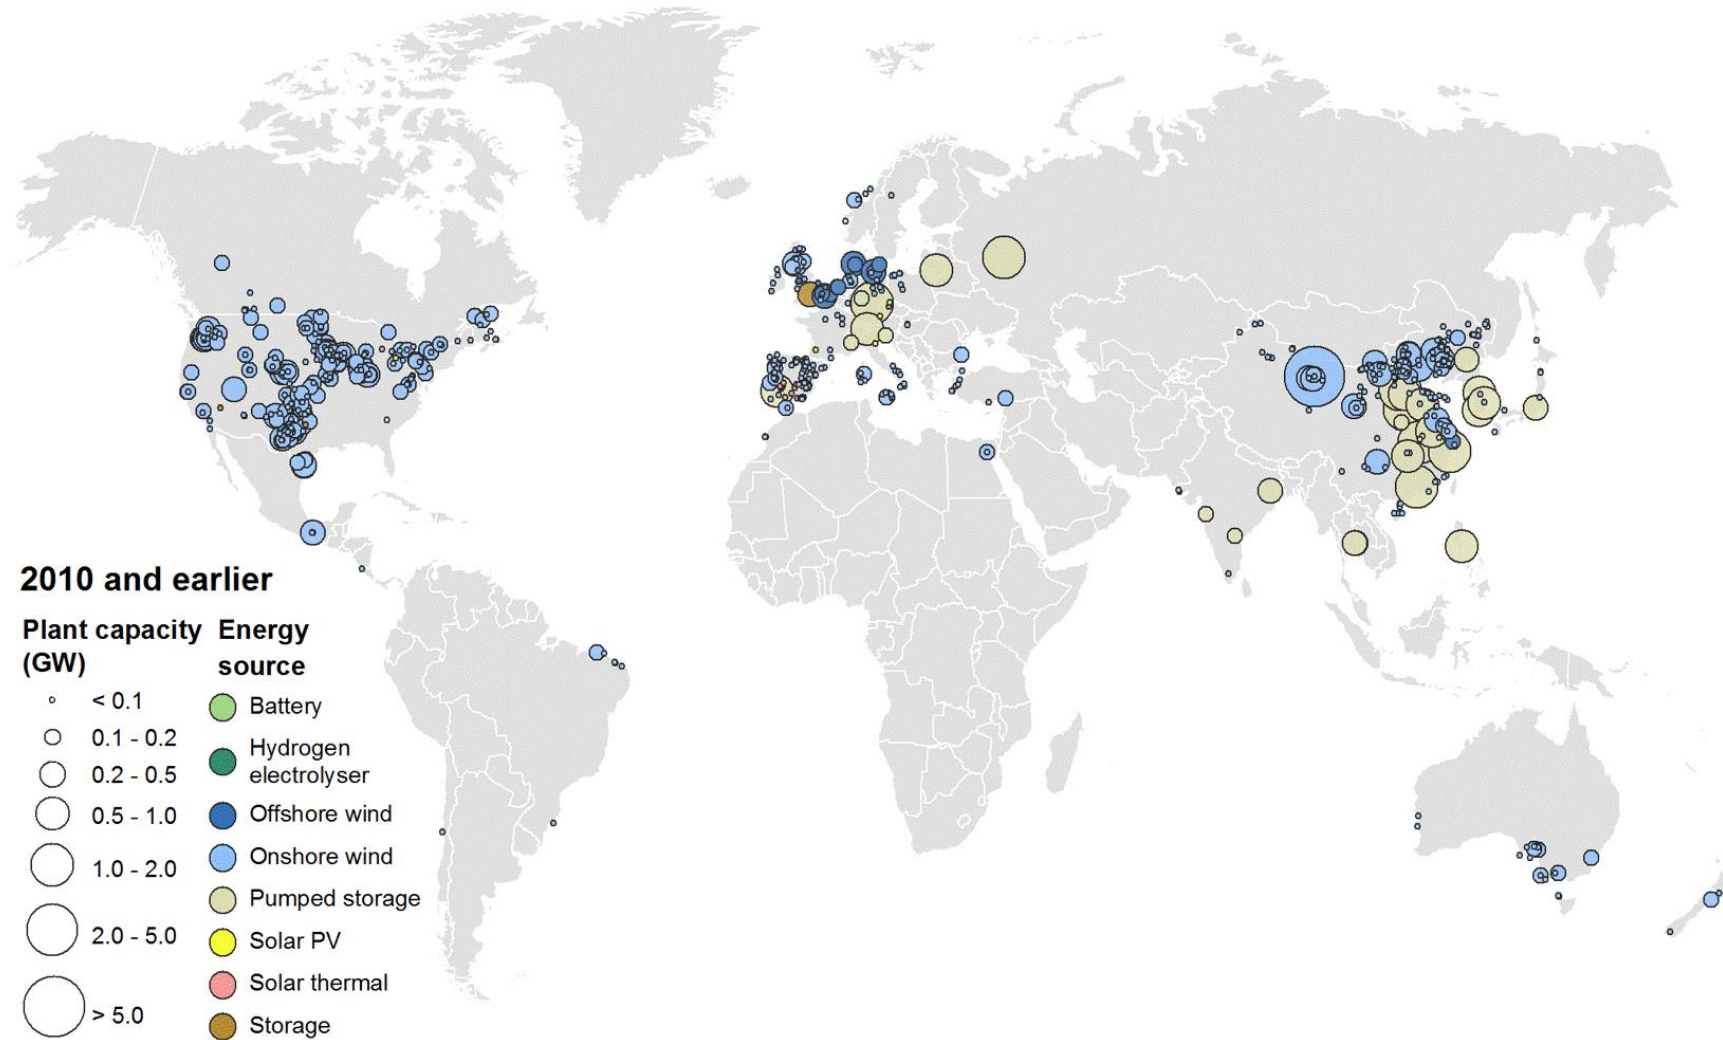 2010 and earlier
Plant capacity
(GW)
< 0.1
0.1 - 0.2
0.2 - 0.5
0.5 - 1.0
1.0 - 2.0
2.0 - 5.0
> 5.0
Energy
source
Battery
Hydrogen
electrolyser
Offshore wind
Onshore wind
Pumped storage
Solar PV
Solar thermal
Storage